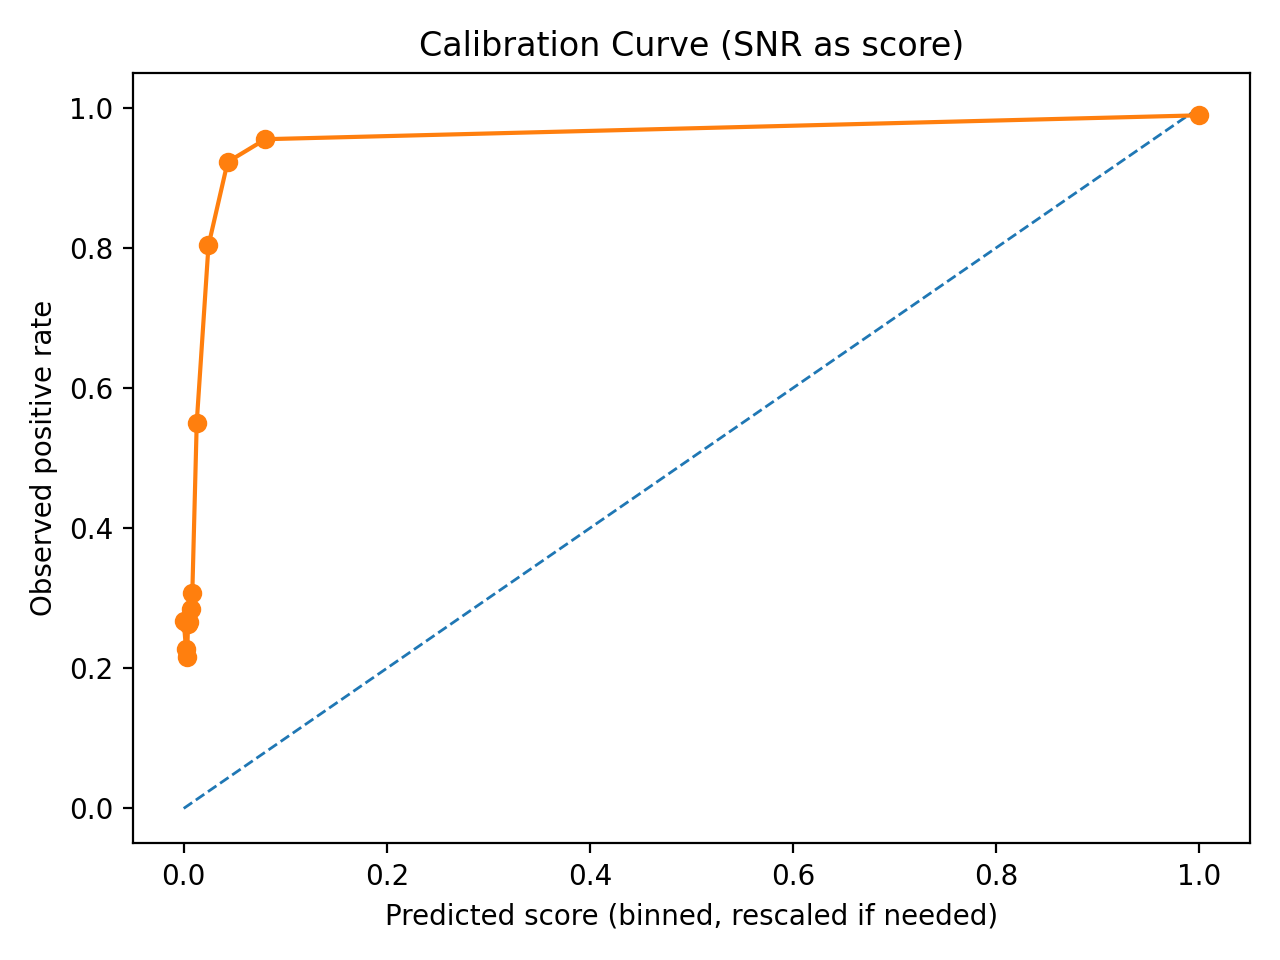 Calibration Curve (SNR as score)
1.0
0.8
0.6
0.4
0.2
0.0
Observed positive rate
0.0 0.2 0.4 0.6 0.8 1.0
Predicted score (binned, rescaled if needed)